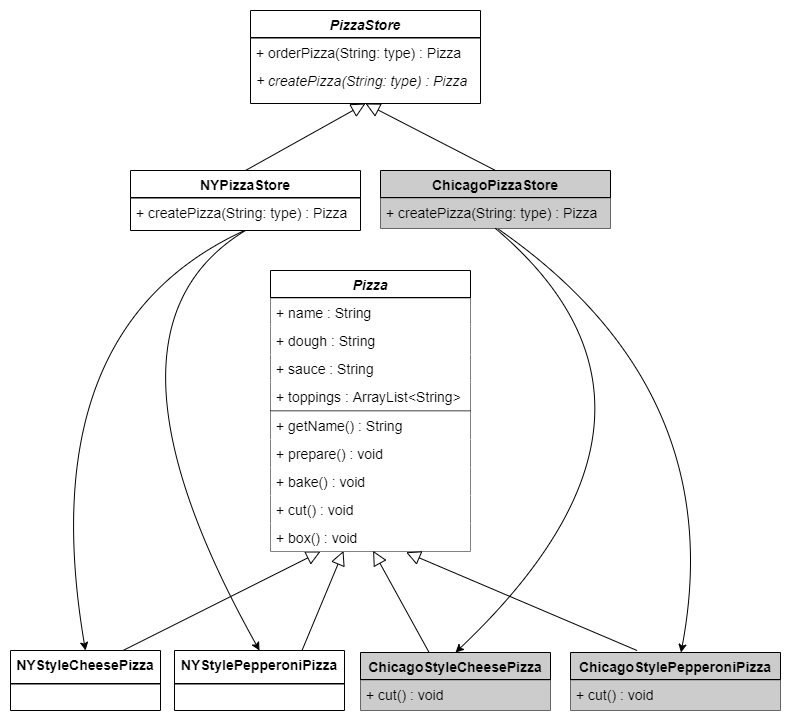 PizzaStore
+ orderPizza(String: type) : Pizza
+ createPizza(String: type) : Pizza
NYPizzaStore
+ createPizza(String: type) : Pizza
ChicagoPizzaStore
+ createPizza(String: type) : Pizza
Pizza
+ name : String
+ dough : String
+ sauce : String
+ toppings : ArrayList<String>
+ getName() : String
+ prepare() : void
+ bake() : void
+ cut() : void
+ box() : void
NYStyleCheesePizza
NYStylePepperoniPizza
ChicagoStyleCheesePizza
+ cut() : void
ChicagoStylePepperoniPizza
+ cut() : void